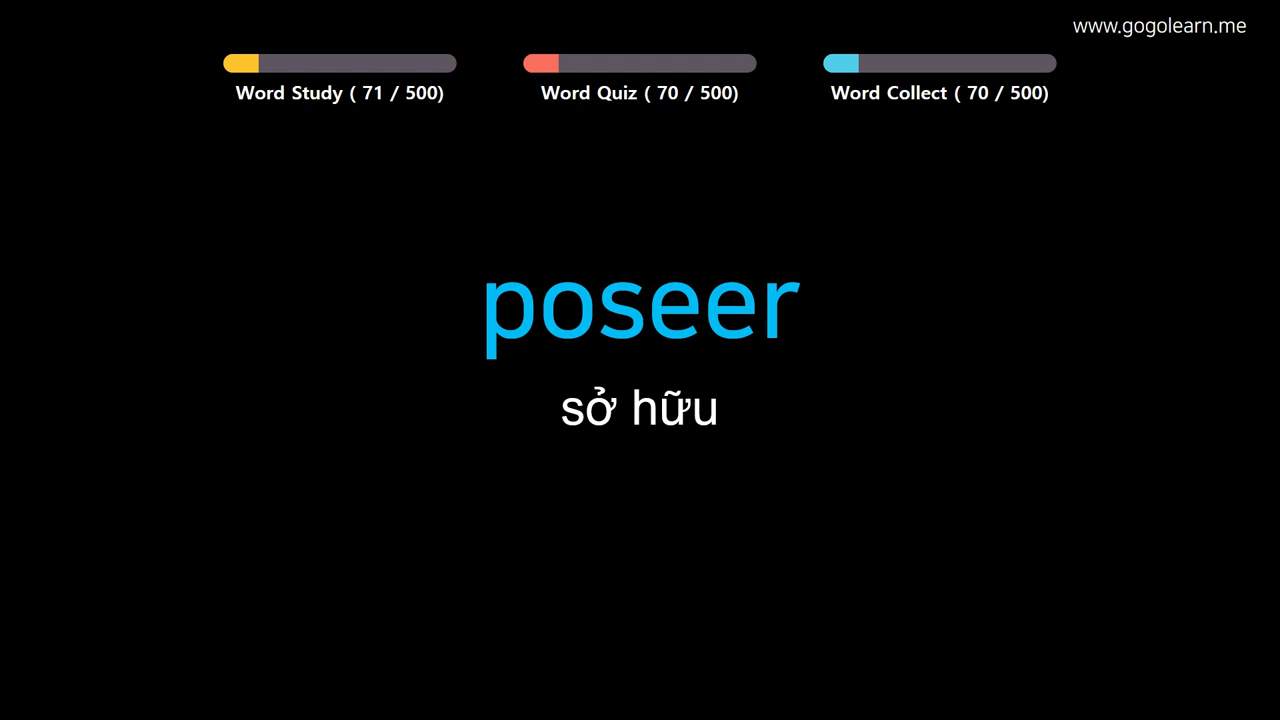 www.gogolearn.me
Word Study ( 71 / 500)
Word Quiz ( 70 / 500)
Word Collect ( 70 / 500)
poseer
sở hữu